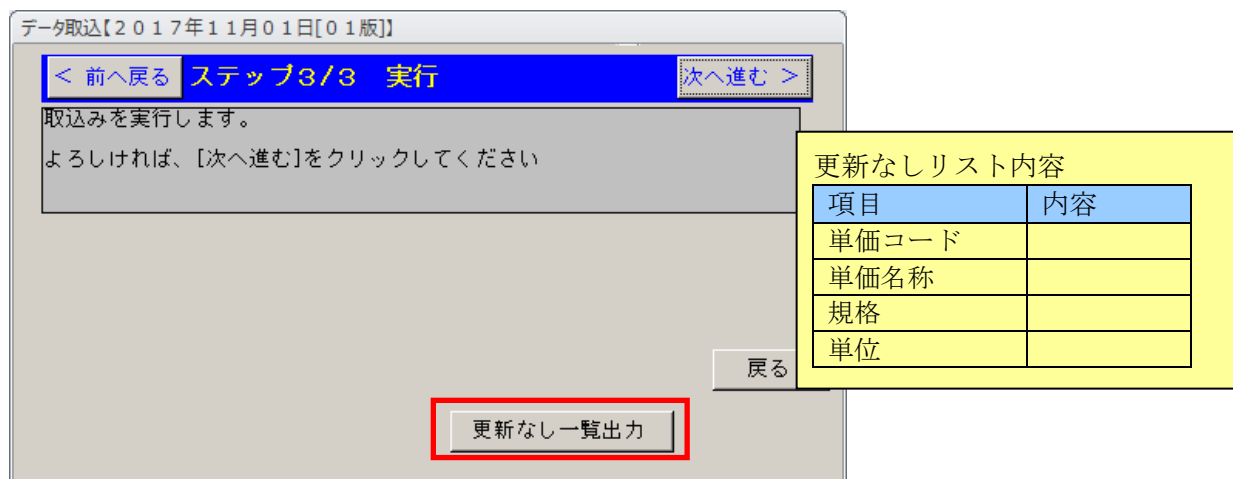 データ取込【２０１７年１１月０１日[０１版]】
< 前へ戻る ステップ3/3 実行 次へ進む >
取込みを実行します。
よろしければ、[次へ進む]をクリックしてください
更新なしリスト内容
項目 内容
単価コード
単価名称
規格
単位
戻る
更新なし一覧出力